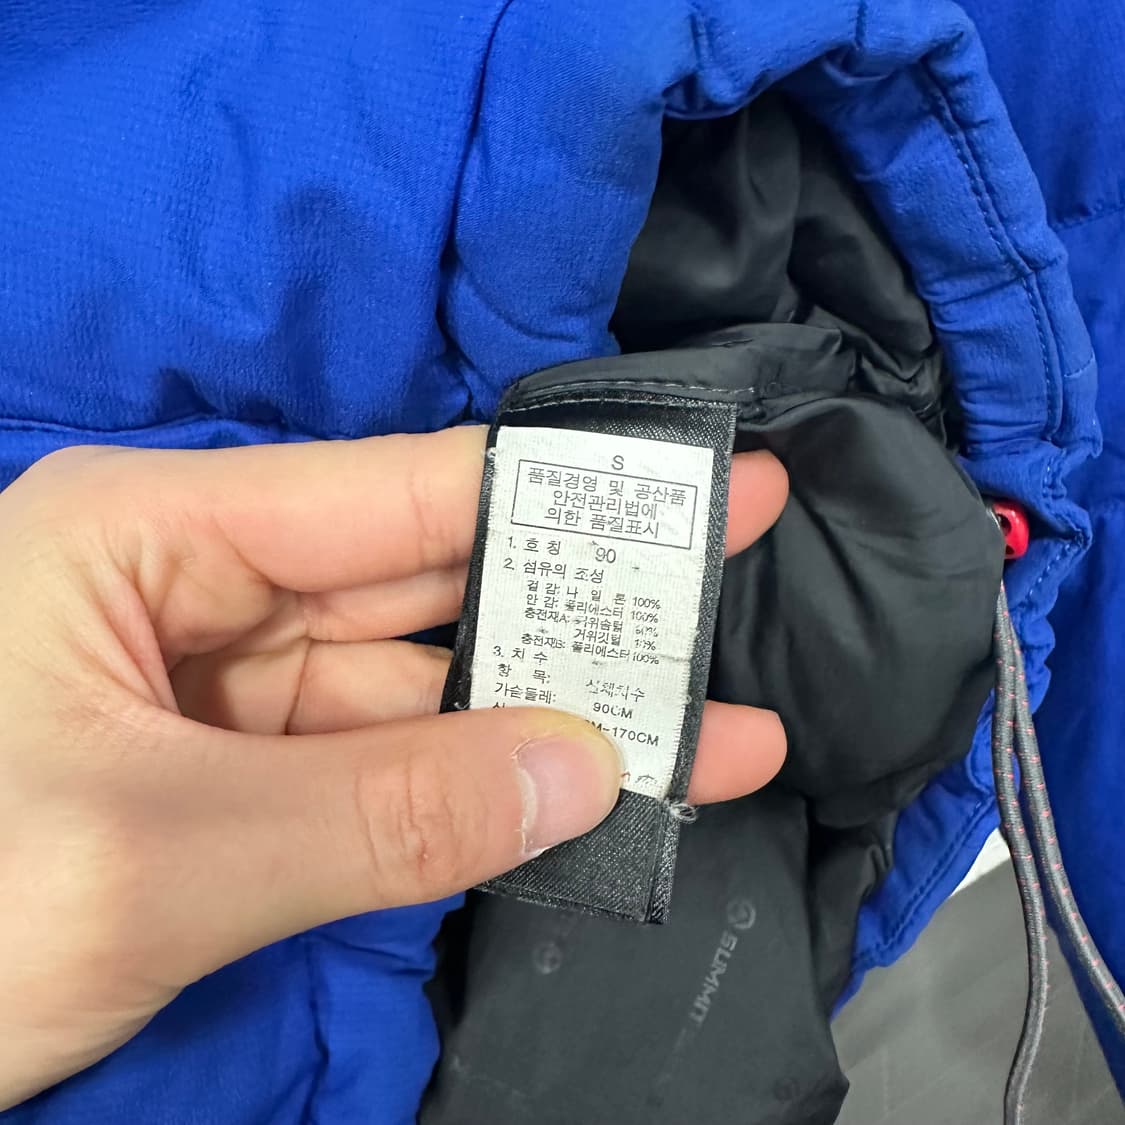 S
품질경영 및 공산품
안전관리법에
의한 품질표시
1. 호 칭 90
2. 섬유의 조성
겉 감: 나 일 론 100%
안 감: 폴리에스터 100%
충전재A: 거위솜털
거위깃털
충전재B: 폴리에스터 100%
3. 치 수
항 목: 신체치수
가슴둘레: 90CM
CM-170CM
SUMMIT